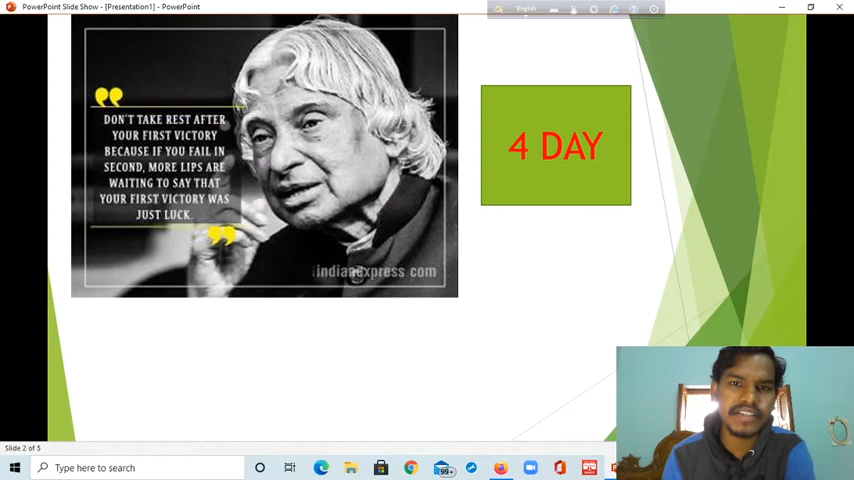 PowerPoint Slide Show - [Presentation1] - PowerPoint
English
DON'T TAKE REST AFTER
YOUR FIRST VICTORY
BECAUSE IF YOU FAIL IN
SECOND, MORE LIPS ARE
WAITING TO SAY THAT
YOUR FIRST VICTORY WAS
JUST LUCK.
indianexpress com
4 DAY
Slide 2 of 5
Type here to search
99+